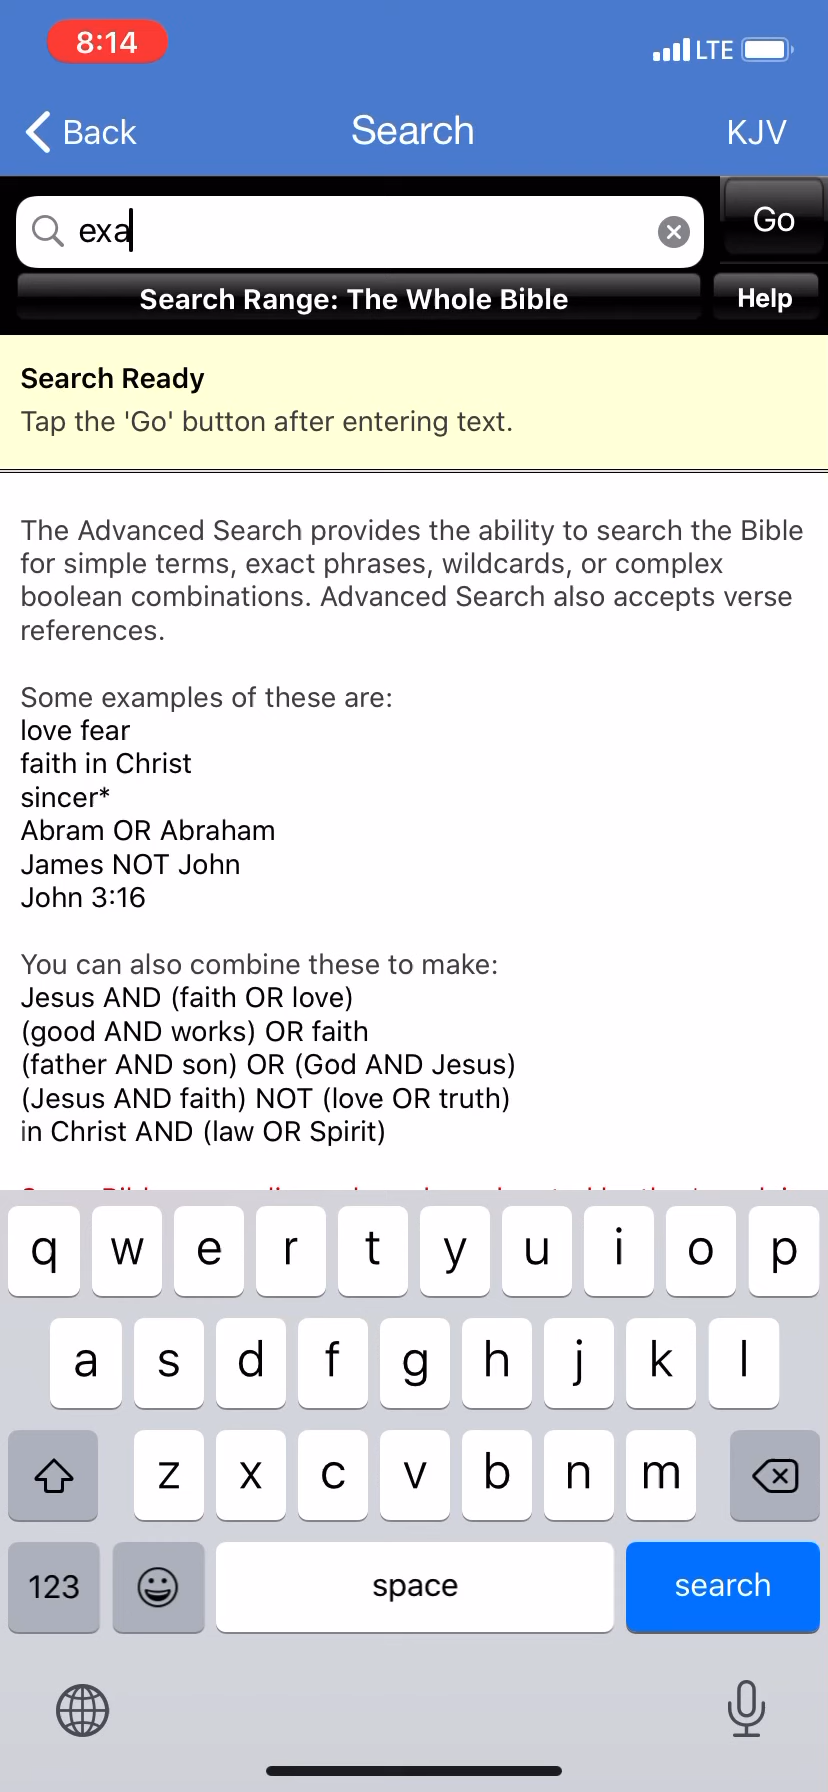 8:14
LTE
Back
Search
KJV
exa
Go
Search Range: The Whole Bible
Help
Search Ready
Tap the 'Go' button after entering text.
The Advanced Search provides the ability to search the Bible
for simple terms, exact phrases, wildcards, or complex
boolean combinations. Advanced Search also accepts verse
references.
Some examples of these are:
love fear
faith in Christ
sincer*
Abram OR Abraham
James NOT John
John 3:16
You can also combine these to make:
Jesus AND (faith OR love)
(good AND works) OR faith
(father AND son) OR (God AND Jesus)
(Jesus AND faith) NOT (love OR truth)
in Christ AND (law OR Spirit)
q w e r t y u i o p
a s d f g h j k l
z x c v b n m
123
space
search